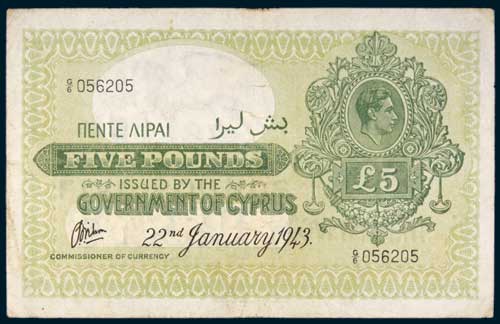 G/6 056205
ΠΕΝΤΕ ΛΙΡΑΙ بش ليرا
FIVE POUNDS
£5
ISSUED BY THE
GOVERNMENT OF CYPRUS
22nd January 1943.
COMMISSIONER OF CURRENCY
G/6 056205